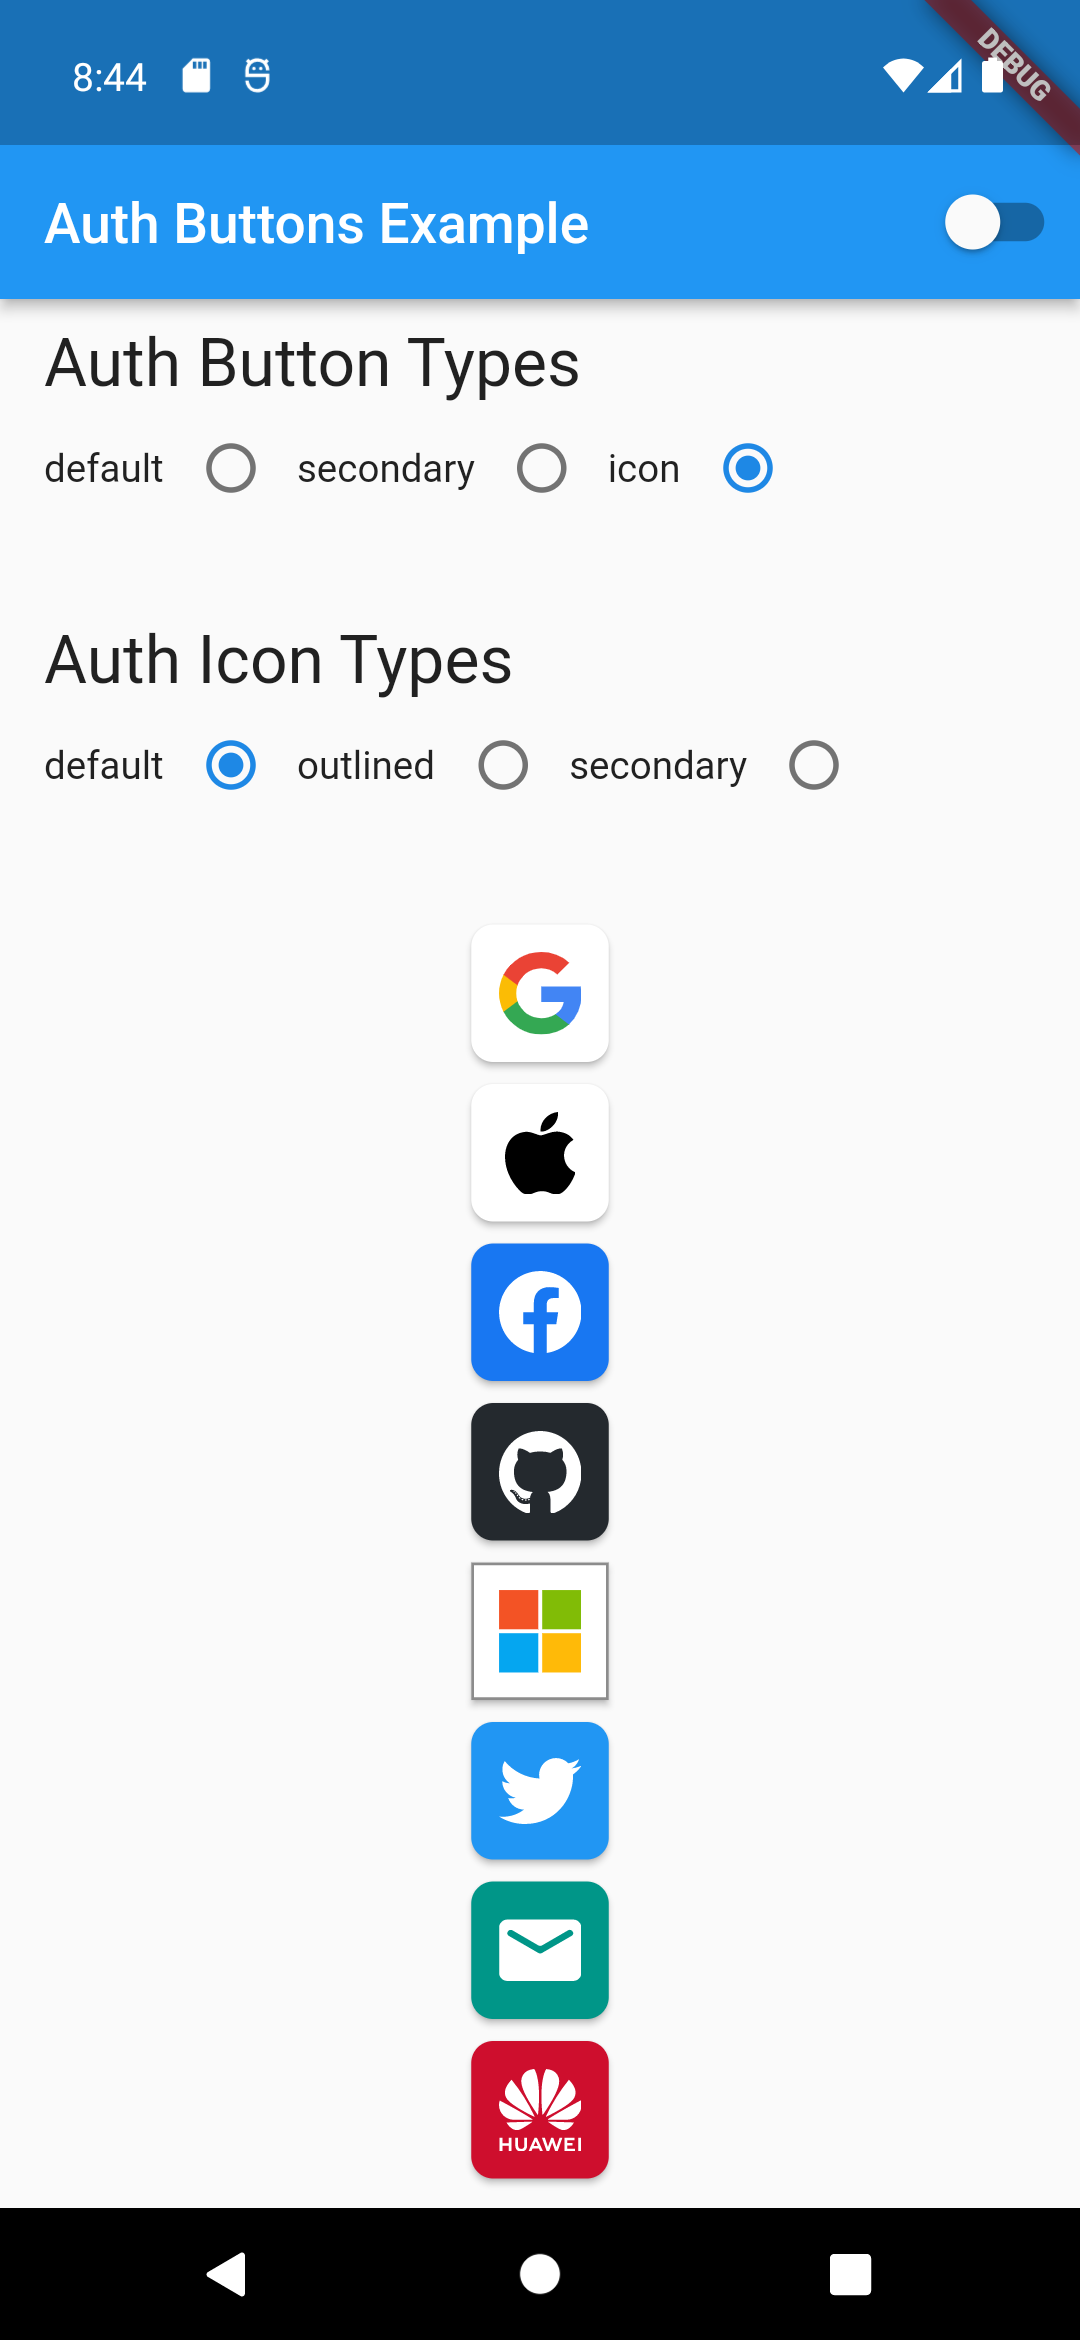 8:44
DEBUG
Auth Buttons Example
Auth Button Types
default secondary icon
Auth Icon Types
default outlined secondary
HUAWEI